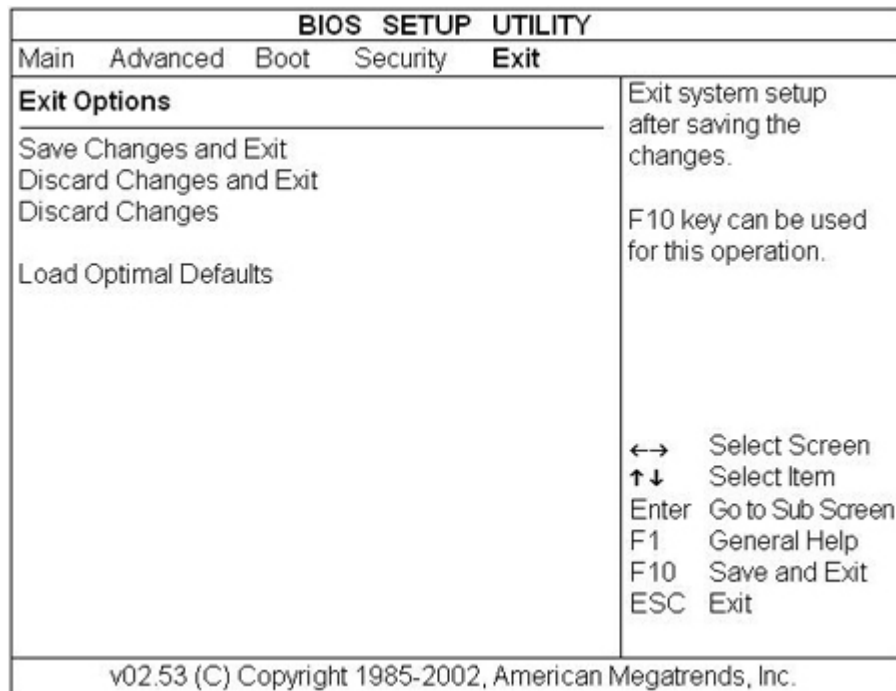 BIOS SETUP UTILITY
Main Advanced Boot Security Exit
Exit Options
Save Changes and Exit
Discard Changes and Exit
Discard Changes
Load Optimal Defaults
Exit system setup
after saving the
changes.
F10 key can be used
for this operation.
←→ Select Screen
↑↓ Select Item
Enter Go to Sub Screen
F1 General Help
F10 Save and Exit
ESC Exit
v02.53 (C) Copyright 1985-2002, American Megatrends, Inc.